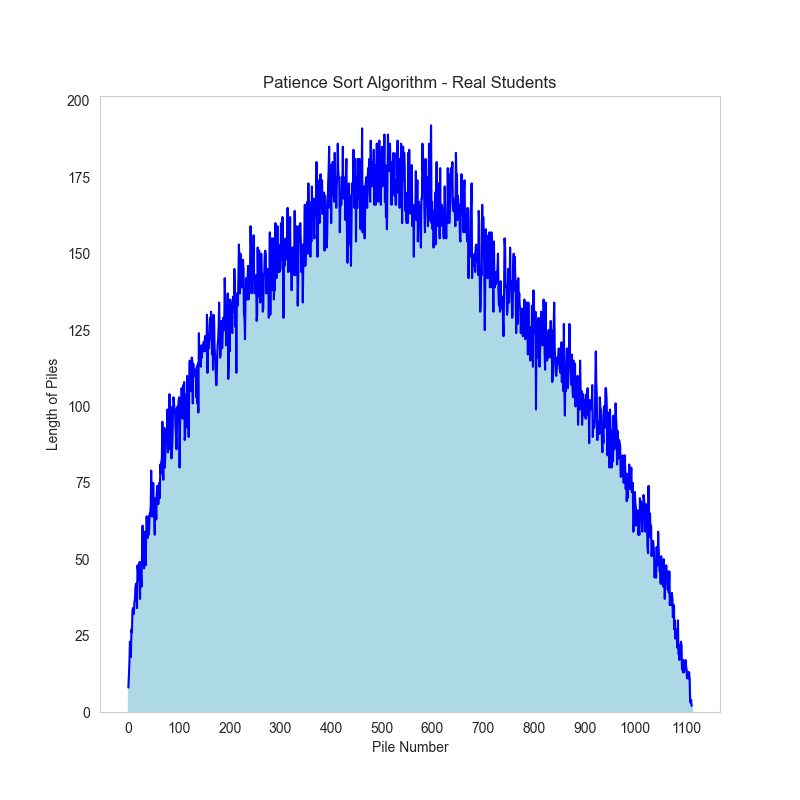 Patience Sort Algorithm - Real Students
200
175
150
125
100
75
50
25
0
Length of Piles
0 100 200 300 400 500 600 700 800 900 1000 1100
Pile Number